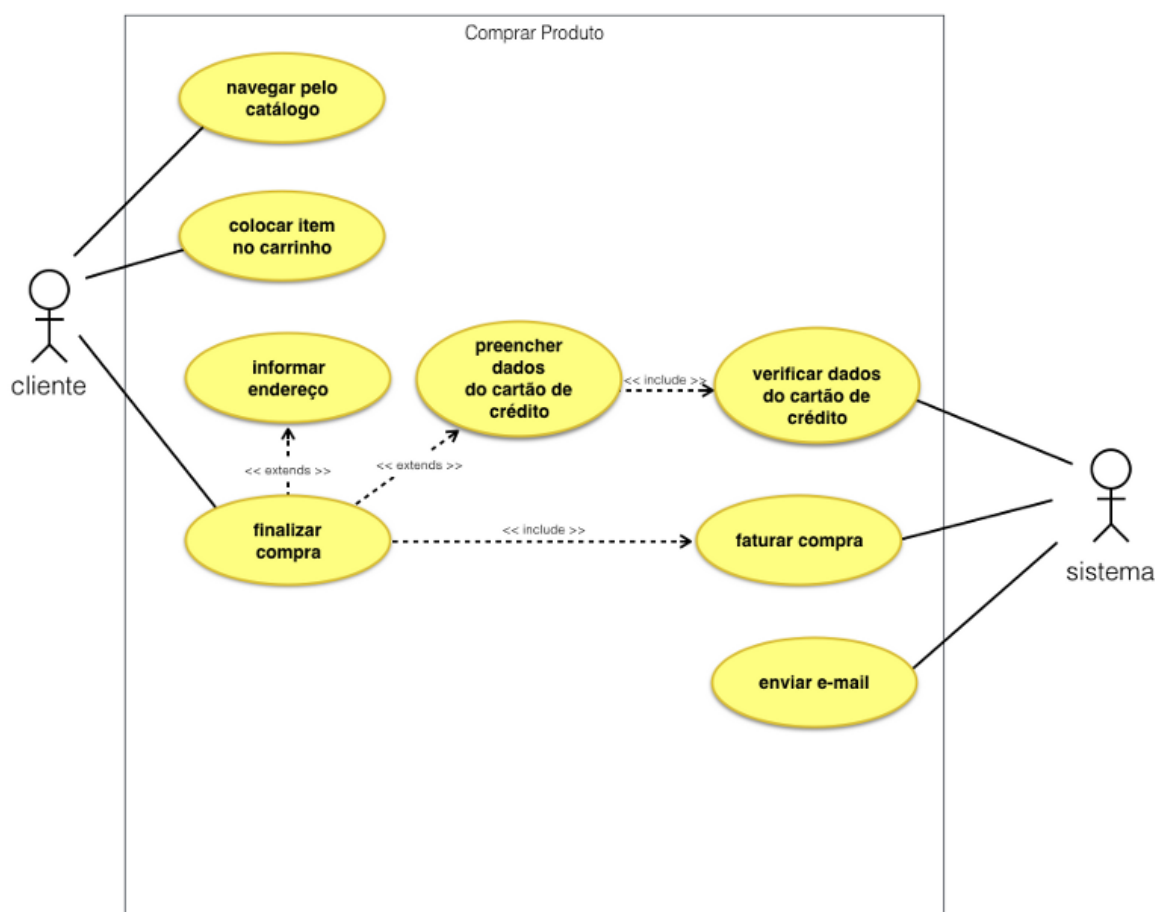 Comprar Produto
navegar pelo
catálogo
colocar item
no carrinho
cliente
informar
endereço
preencher
dados
do cartão de
crédito
<< include >>
verificar dados
do cartão de
crédito
<< extends >>
<< extends >>
finalizar
compra
<< include >>
faturar compra
sistema
enviar e-mail